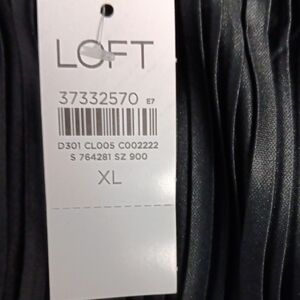 LOFT
37332570 E7
D301 CL005 C002222
S 764281 SZ 900
XL